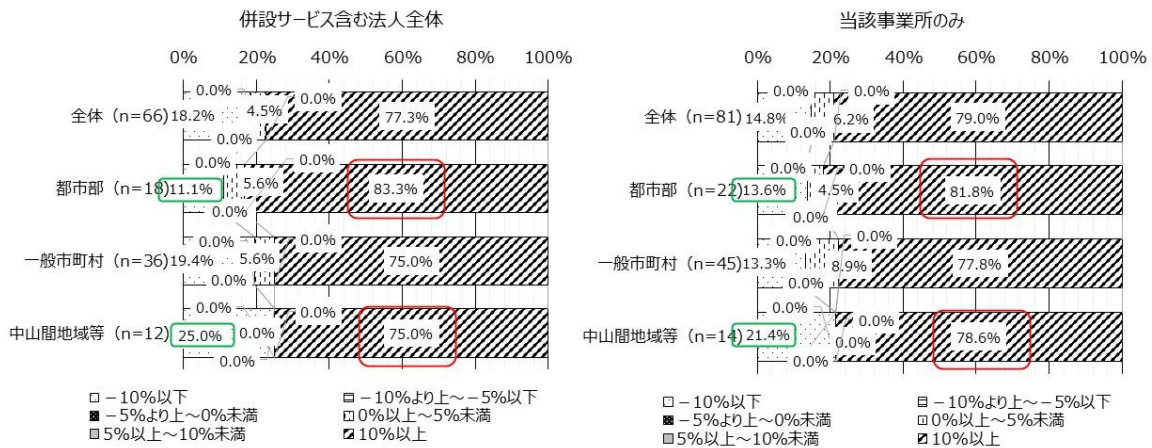 併設サービス含む法人全体
0% 20% 40% 60% 80% 100%
0.0% 0.0%
全体（n=66) 18.2% 4.5% 77.3%
0.0% 0.0% 0.0%
都市部（n=18) 11.1% 5.6% 83.3%
0.0%
0.0% 0.0%
一般市町村（n=36) 19.4% 5.6% 75.0%
0.0% 0.0%
0.0% 0.0%
中山間地域等（n=12) 25.0% 0.0% 75.0%
0.0%
□ －10%以下 －10%より上～－5%以下
－5%より上～0%未満 0%以上～5%未満
5%以上～10%未満 10%以上
当該事業所のみ
0% 20% 40% 60% 80% 100%
0.0% 0.0%
全体（n=81) 14.8% 6.2% 79.0%
0.0%
0.0% 0.0%
都市部（n=22) 13.6% 4.5% 81.8%
0.0%
0.0% 0.0%
一般市町村（n=45) 13.3% 8.9% 77.8%
0.0%
0.0% 0.0%
中山間地域等（n=14) 21.4% 0.0% 78.6%
0.0%
□ －10%以下 －10%より上～－5%以下
－5%より上～0%未満 0%以上～5%未満
5%以上～10%未満 10%以上